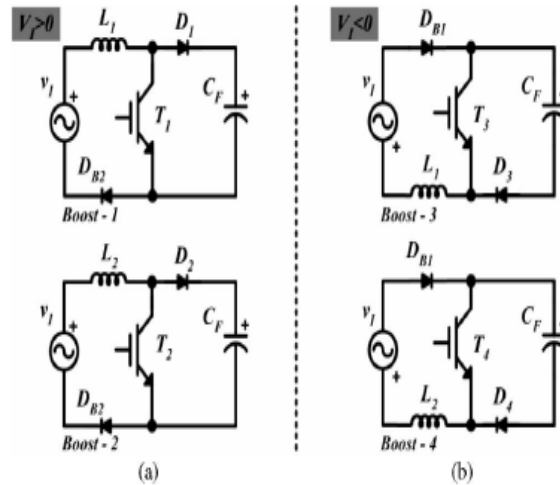 V_I>0
L_1
D_1
v_I
+
T_1
C_F
+
D_B2
Boost - 1
L_2
D_2
v_I
+
T_2
C_F
+
D_B2
Boost - 2
(a)
V_I<0
D_B1
v_I
+
T_3
C_F
+
L_1
D_3
Boost - 3
D_B1
v_I
+
T_4
C_F
+
L_2
D_4
Boost - 4
(b)